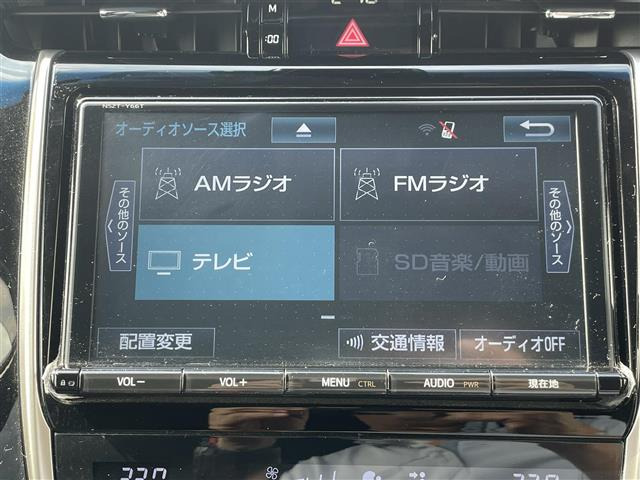 M
:00
NSZT-Y66T
オーディオソース選択
AMラジオ
FMラジオ
その他のソース
その他のソース
テレビ
SD音楽/動画
配置変更
交通情報
オーディオOFF
VOL−
VOL+
MENU CTRL
AUDIO PWR
現在地